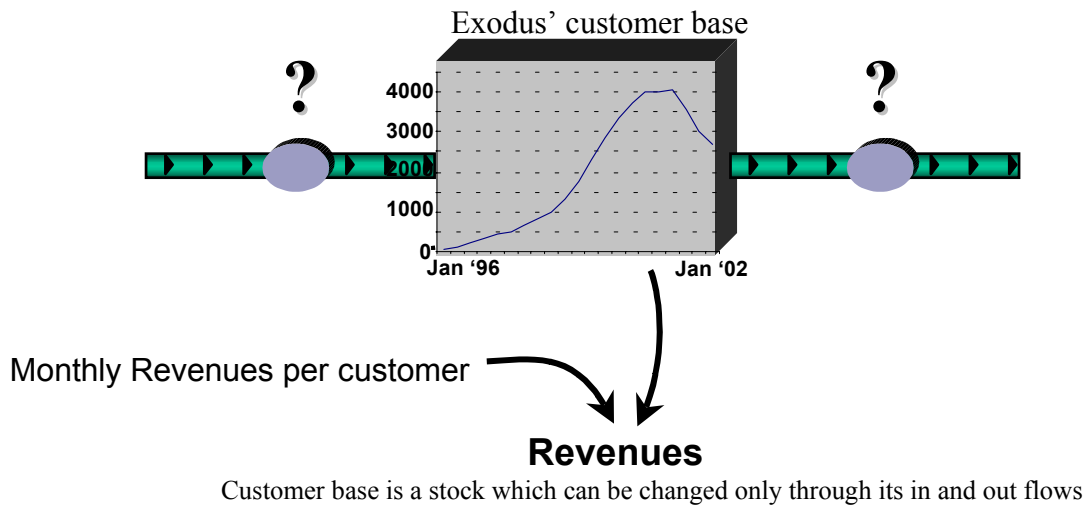 Exodus’ customer base
? ?
4000
3000
2000
1000
0
Jan ‘96 Jan ‘02
Monthly Revenues per customer
Revenues
Customer base is a stock which can be changed only through its in and out flows